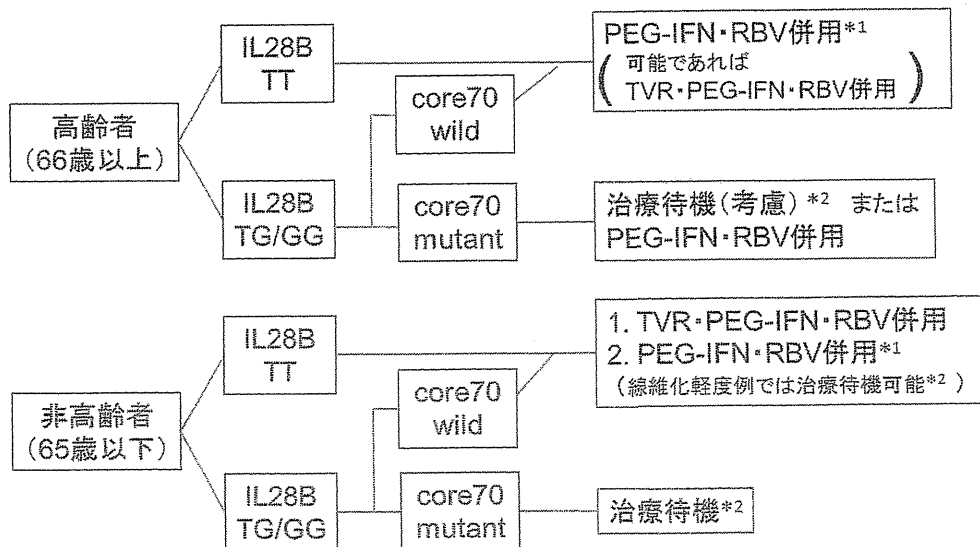 高齢者
(66歳以上)
IL28B
TT
IL28B
TG/GG
core70
wild
core70
mutant
PEG-IFN・RBV併用*1
( 可能であれば
TVR・PEG-IFN・RBV併用 )
治療待機(考慮) *2 または
PEG-IFN・RBV併用
非高齢者
(65歳以下)
IL28B
TT
IL28B
TG/GG
core70
wild
core70
mutant
1. TVR・PEG-IFN・RBV併用
2. PEG-IFN・RBV併用*1
(線維化軽度例では治療待機可能*2 )
治療待機*2